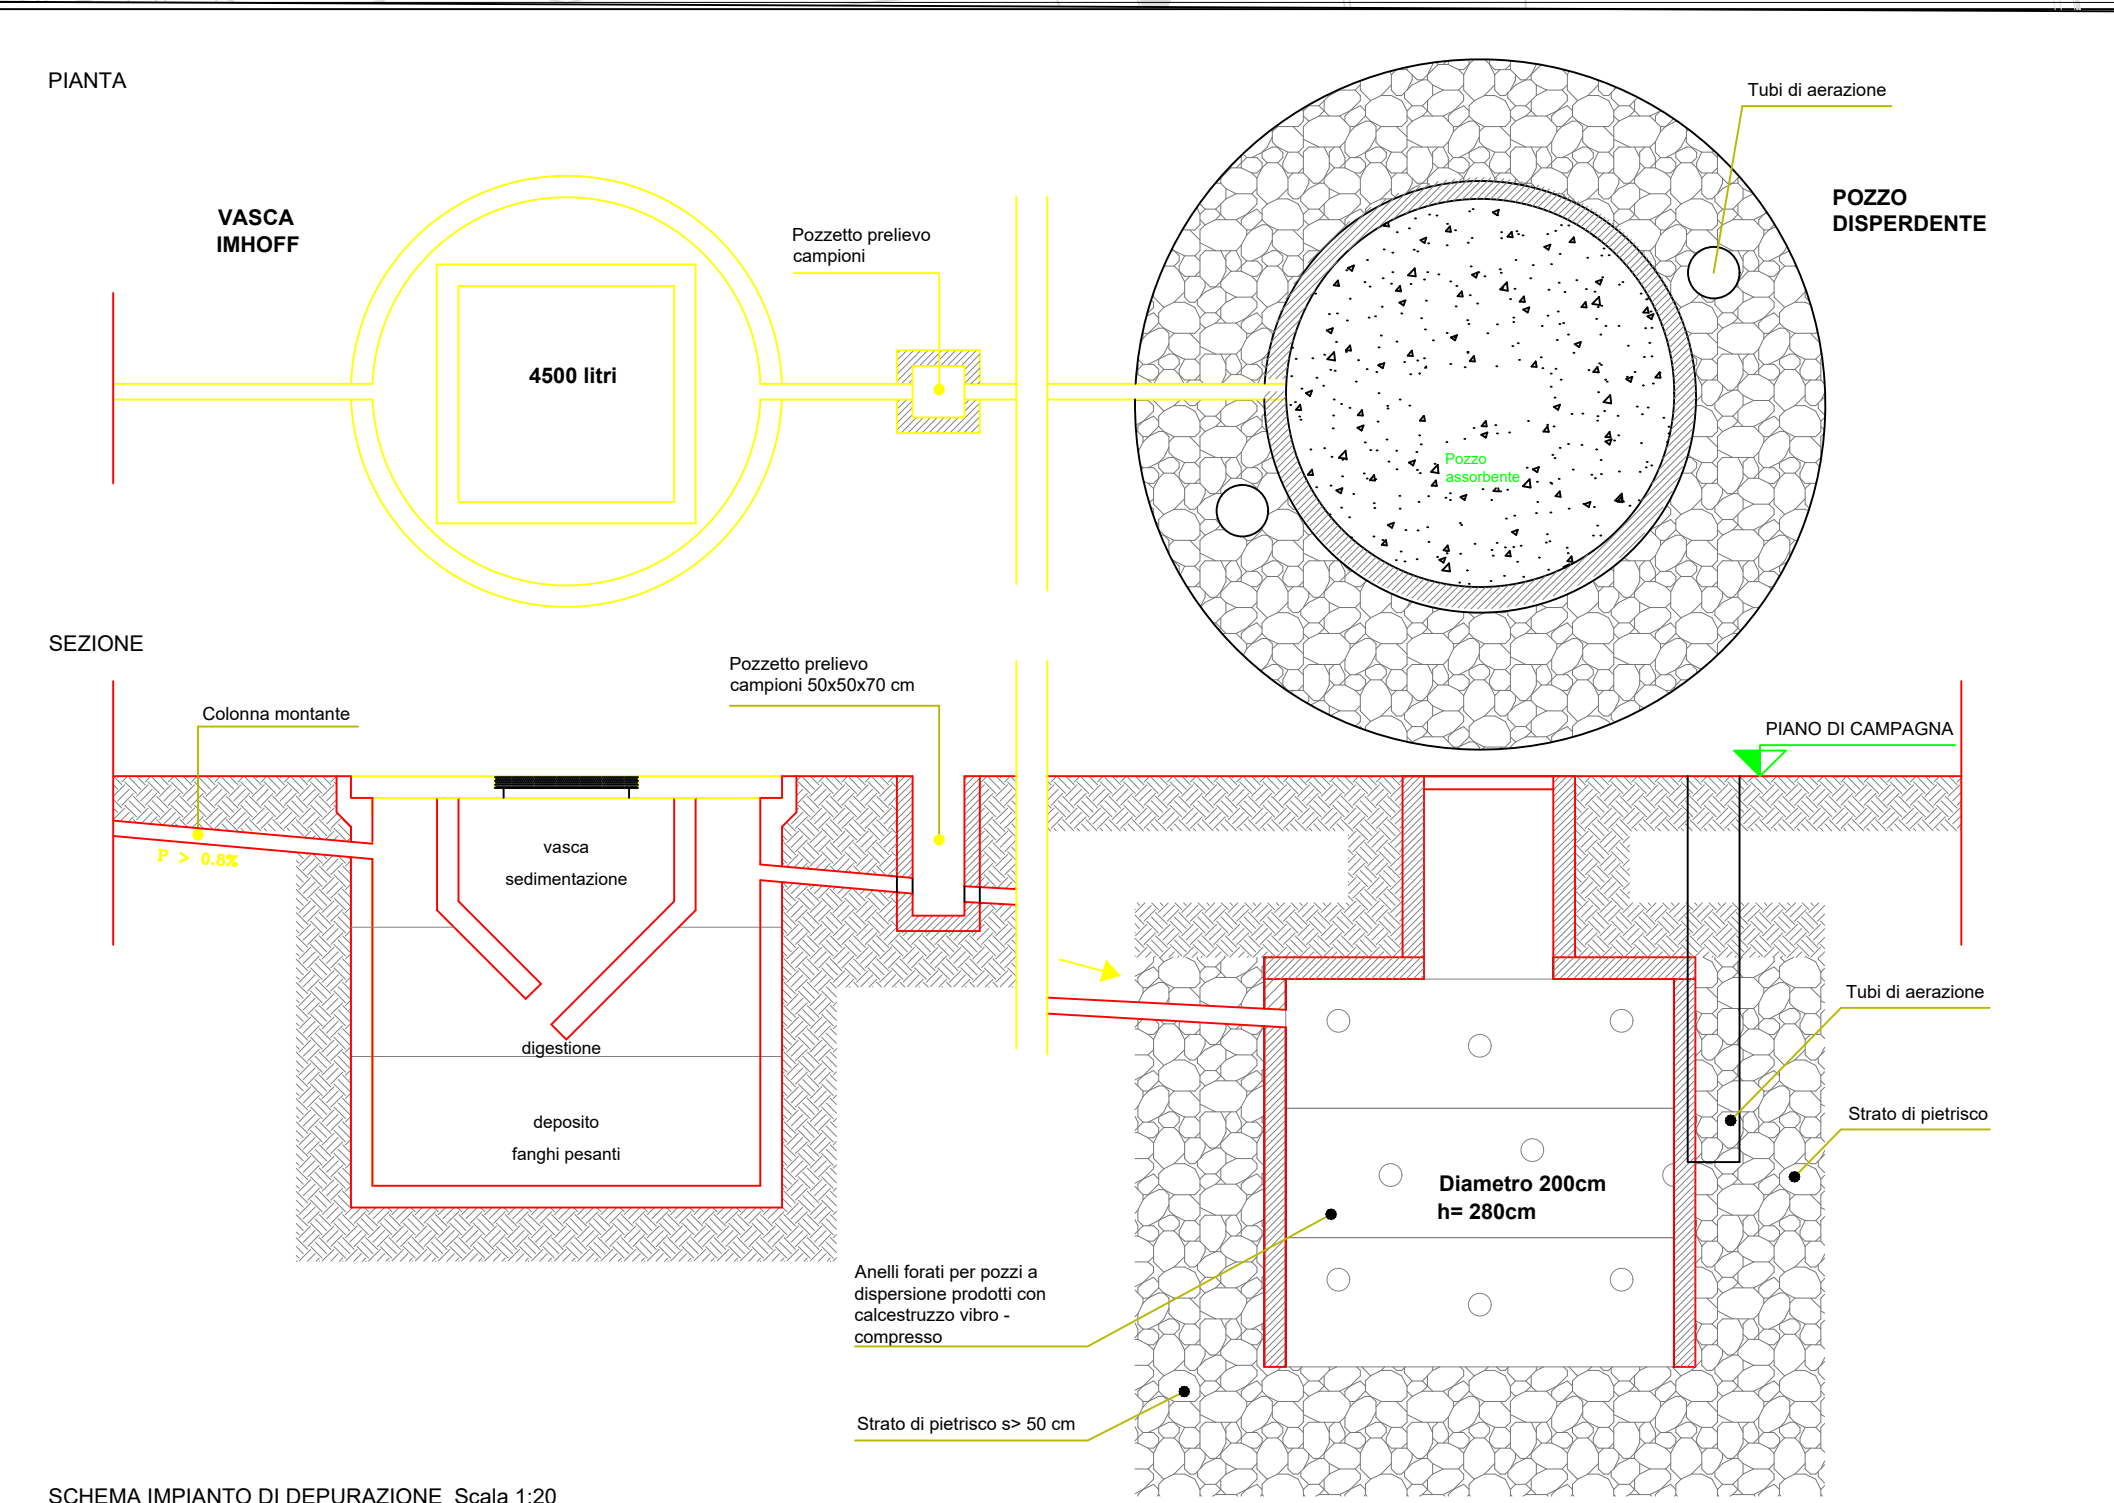 PIANTA
Tubi di aerazione
VASCA
IMHOFF
POZZO
DISPERDENTE
Pozzetto prelievo
campioni
4500 litri
Pozzo
assorbente
SEZIONE
Pozzetto prelievo
campioni 50x50x70 cm
Colonna montante
PIANO DI CAMPAGNA
P > 0.8%
vasca
sedimentazione
Tubi di aerazione
digestione
Strato di pietrisco
deposito
fanghi pesanti
Diametro 200cm
h= 280cm
Anelli forati per pozzi a
dispersione prodotti con
calcestruzzo vibro -
compresso
Strato di pietrisco s> 50 cm
SCHEMA IMPIANTO DI DEPURAZIONE Scala 1:20